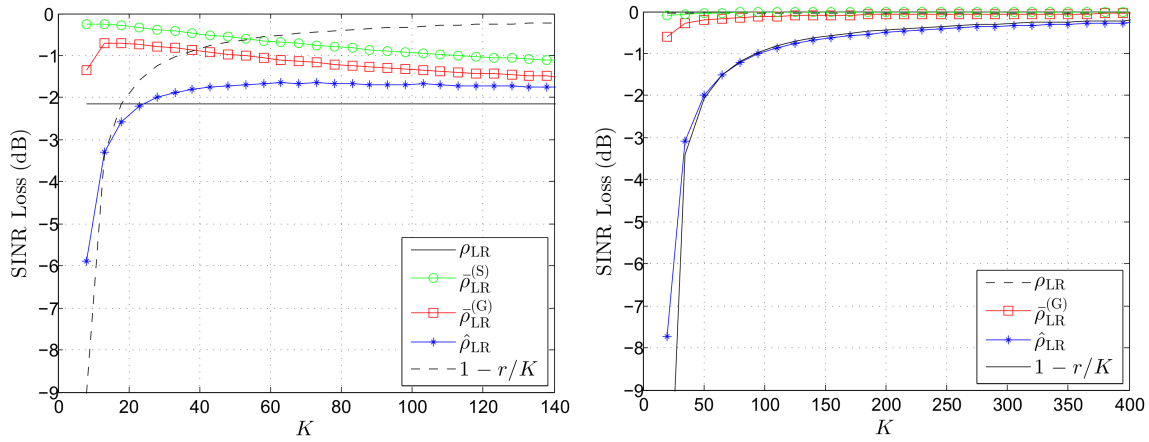 0
−1
−2
−3
−4
−5
−6
−7
−8
−9
SINR Loss (dB)
0 20 40 60 80 100 120 140
K
ρ_LR
ρ̄_LR^(S)
ρ̄_LR^(G)
ρ̂_LR
1 − r/K
0
−1
−2
−3
−4
−5
−6
−7
−8
−9
SINR Loss (dB)
0 50 100 150 200 250 300 350 400
K
ρ_LR
ρ̄_LR^(G)
ρ̂_LR
1 − r/K